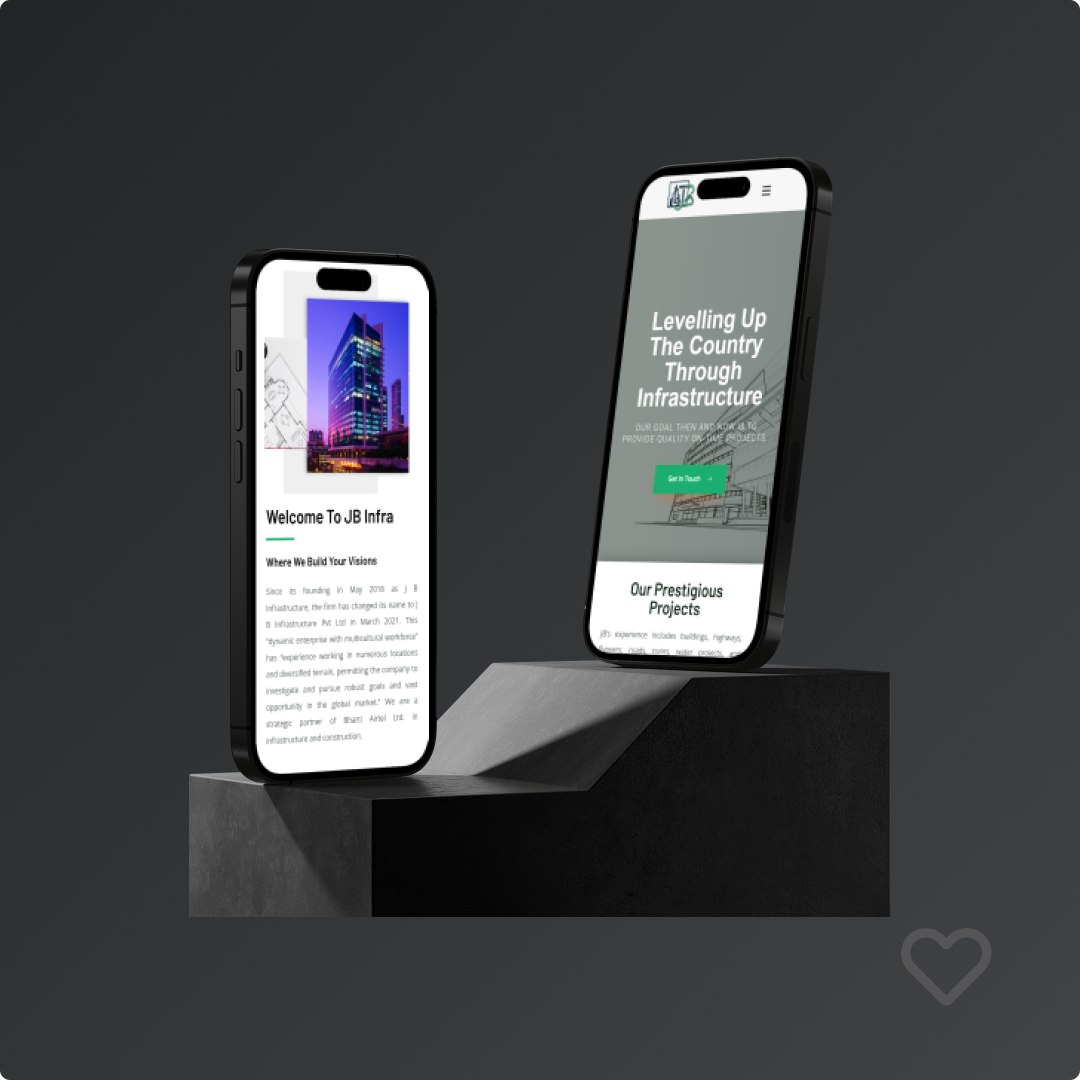 Welcome To JB Infra
Where We Build Your Visions
Since its founding in May 2018 as J B
Infrastructure, the firm has changed its name to J
B Infrastructure Pvt Ltd in March 2021. This
"dynamic enterprise with multicultural workforce"
has "experience working in numerous locations
and diversified terrain, permitting the company to
investigate and pursue robust goals and vast
opportunity in the global market." We are a
strategic partner of Bharti Airtel Ltd. in
infrastructure and construction.
JB
Levelling Up
The Country
Through
Infrastructure
OUR GOAL THEN AND NOW IS TO
PROVIDE QUALITY ON-TIME PROJECTS.
Get In Touch →
Our Prestigious
Projects
JB's experience includes buildings, highways,
flyovers, roads, water projects, and